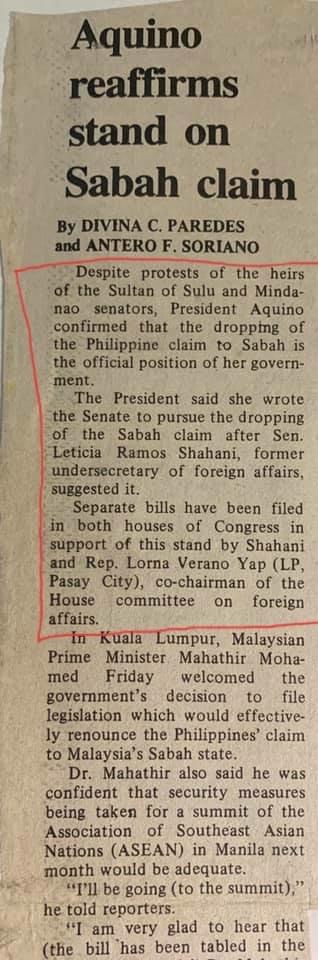 Aquino
reaffirms
stand on
Sabah claim
By DIVINA C. PAREDES
and ANTERO F. SORIANO
Despite protests of the heirs
of the Sultan of Sulu and Minda-
nao senators, President Aquino
confirmed that the dropping of
the Philippine claim to Sabah is
the official position of her govern-
ment.
The President said she wrote
the Senate to pursue the dropping
of the Sabah claim after Sen.
Leticia Ramos Shahani, former
undersecretary of foreign affairs,
suggested it.
Separate bills have been filed
in both houses of Congress in
support of this stand by Shahani
and Rep. Lorna Verano Yap (LP,
Pasay City), co-chairman of the
House committee on foreign
affairs.
In Kuala Lumpur, Malaysian
Prime Minister Mahathir Moha-
med Friday welcomed the
government's decision to file
legislation which would effective-
ly renounce the Philippines' claim
to Malaysia's Sabah state.
Dr. Mahathir also said he was
confident that security measures
being taken for a summit of the
Association of Southeast Asian
Nations (ASEAN) in Manila next
month would be adequate.
"I'll be going (to the summit),"
he told reporters.
"I am very glad to hear that
(the bill has been tabled in the